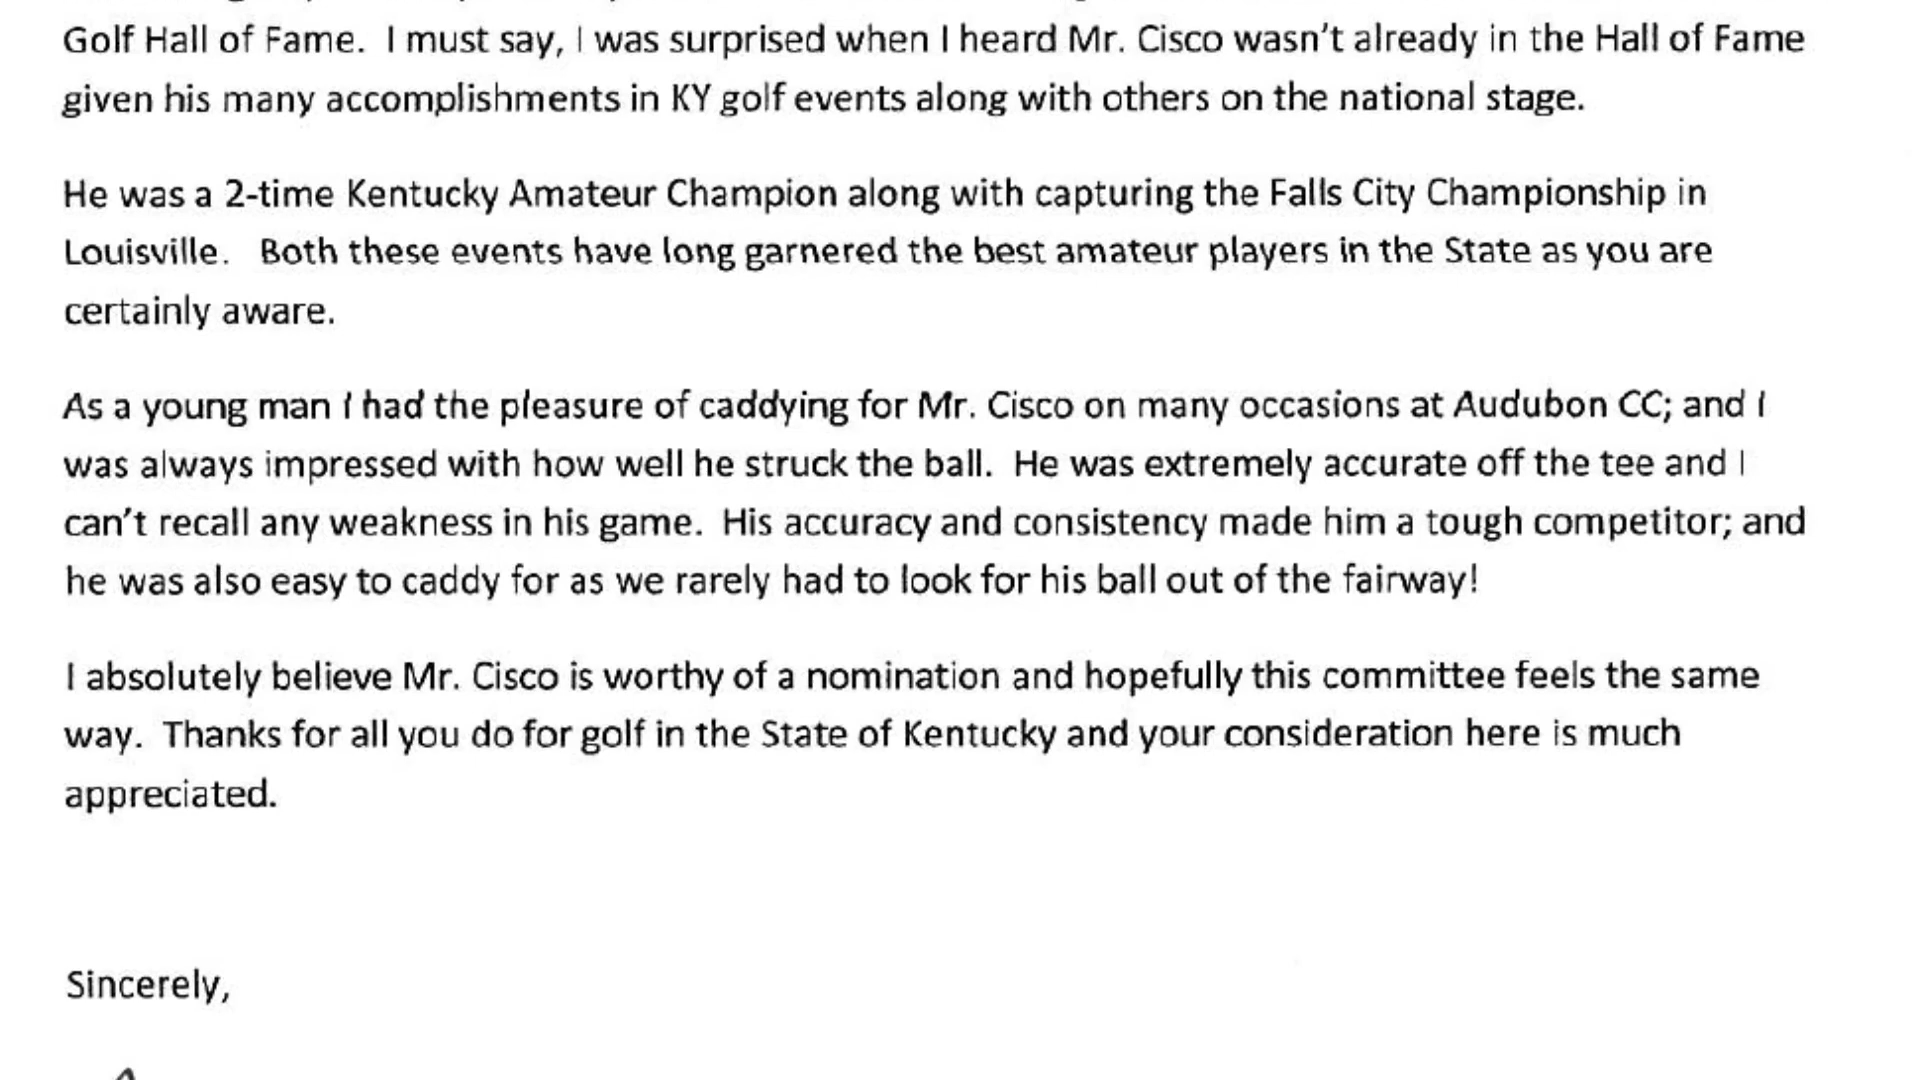 Golf Hall of Fame.  I must say, I was surprised when I heard Mr. Cisco wasn't already in the Hall of Fame
given his many accomplishments in KY golf events along with others on the national stage.
He was a 2-time Kentucky Amateur Champion along with capturing the Falls City Championship in
Louisville.   Both these events have long garnered the best amateur players in the State as you are
certainly aware.
As a young man I had the pleasure of caddying for Mr. Cisco on many occasions at Audubon CC; and I
was always impressed with how well he struck the ball.  He was extremely accurate off the tee and I
can't recall any weakness in his game.  His accuracy and consistency made him a tough competitor; and
he was also easy to caddy for as we rarely had to look for his ball out of the fairway!
I absolutely believe Mr. Cisco is worthy of a nomination and hopefully this committee feels the same
way.  Thanks for all you do for golf in the State of Kentucky and your consideration here is much
appreciated.
Sincerely,